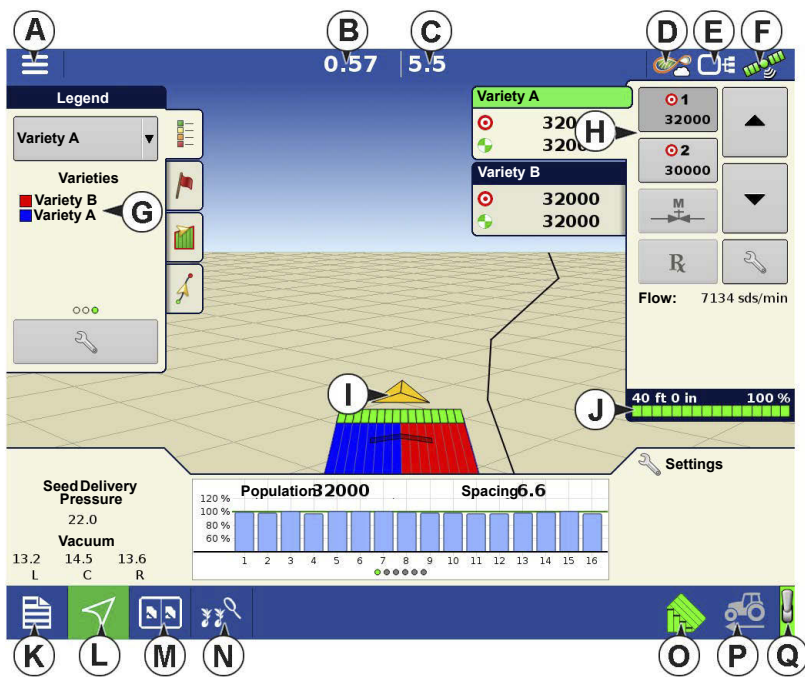 A B C D E F
0.57 5.5
Legend
Variety A
Varieties
Variety B
Variety A
G
Variety A
32000
3200
Variety B
32000
32000
H
1
32000
2
30000
M
Rx
Flow: 7134 sds/min
I
40 ft 0 in 100 %
J
Settings
Seed Delivery
Pressure
22.0
Vacuum
13.2 14.5 13.6
L C R
Population 32000 Spacing 6.6
120 %
100 %
80 %
60 %
1 2 3 4 5 6 7 8 9 10 11 12 13 14 15 16
K L M N O P Q